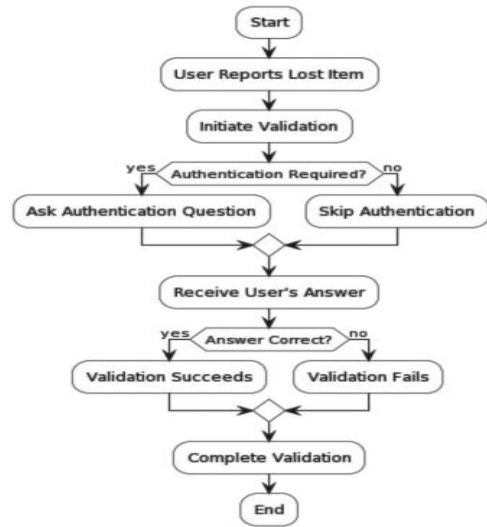 Start
User Reports Lost Item
Initiate Validation
yes
Authentication Required?
no
Ask Authentication Question
Skip Authentication
Receive User's Answer
yes
Answer Correct?
no
Validation Succeeds
Validation Fails
Complete Validation
End